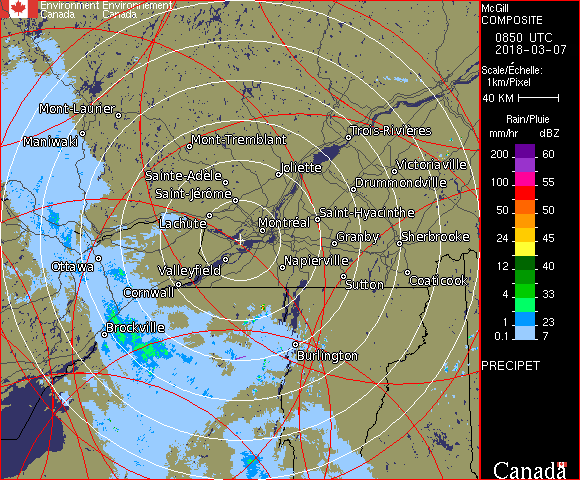 Environment Environnement
Canada Canada
McGill
COMPOSITE
0850 UTC
2018-03-07
Scale/Échelle:
1km/Pixel
40 KM
Rain/Pluie
mm/hr dBZ
200 60
150 57
100 55
50 50
24 45
12 40
4 33
1 23
0.1 7
PRECIPET
Canada
Mont-Laurier
Maniwaki
Mont-Tremblant
Trois-Rivières
Sainte-Adèle
Joliette
Victoriaville
Saint-Jérôme
Drummondville
Lachute
Montréal
Saint-Hyacinthe
Granby
Sherbrooke
Ottawa
Valleyfield
Napierville
Cornwall
Sutton
Coaticook
Brockville
Burlington